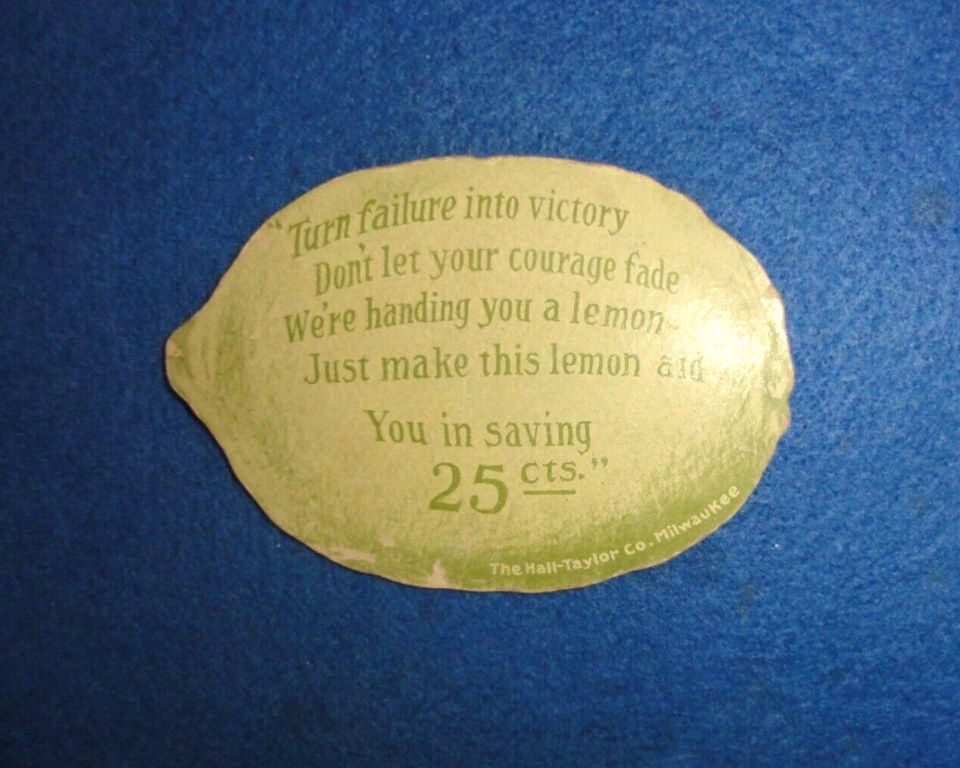 "Turn failure into victory
Don't let your courage fade
We're handing you a lemon
Just make this lemon aid
You in saving
25 cts."
The Hall-Taylor Co. Milwaukee